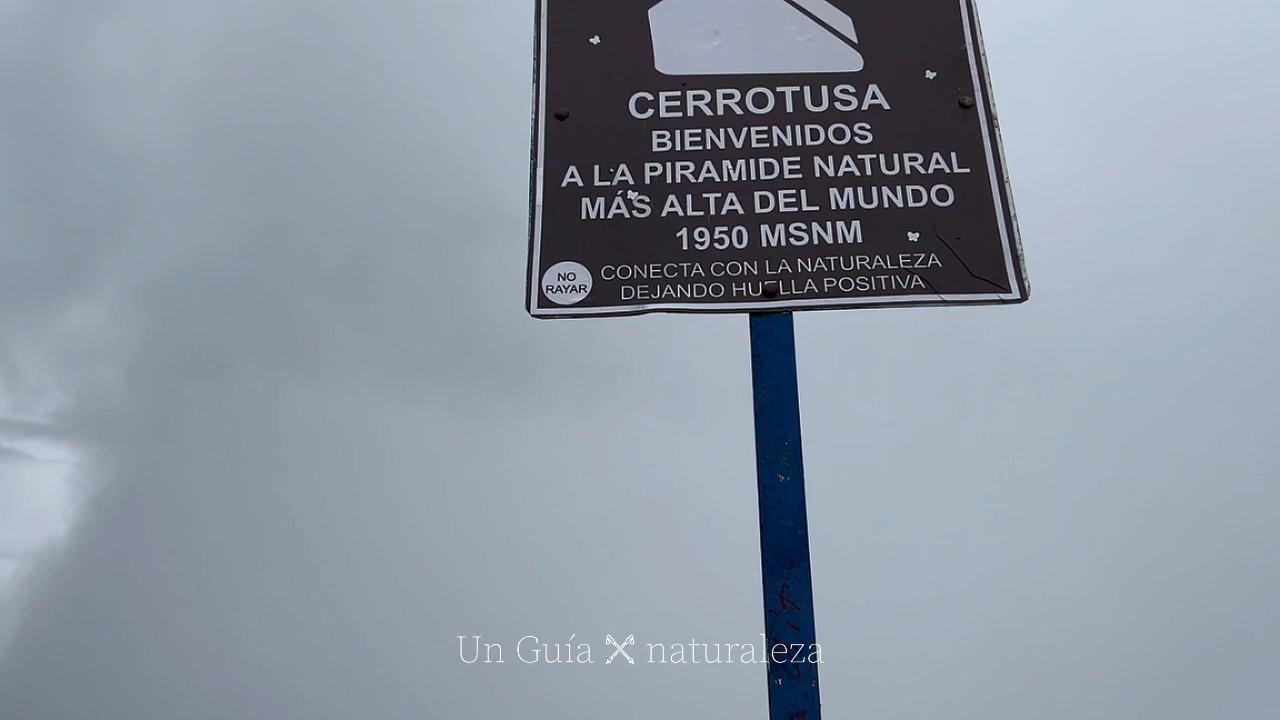 CERROTUSA
BIENVENIDOS
A LA PIRAMIDE NATURAL
MÁS ALTA DEL MUNDO
1950 MSNM
CONECTA CON LA NATURALEZA
DEJANDO HUELLA POSITIVA
NO
RAYAR
Un Guía naturaleza